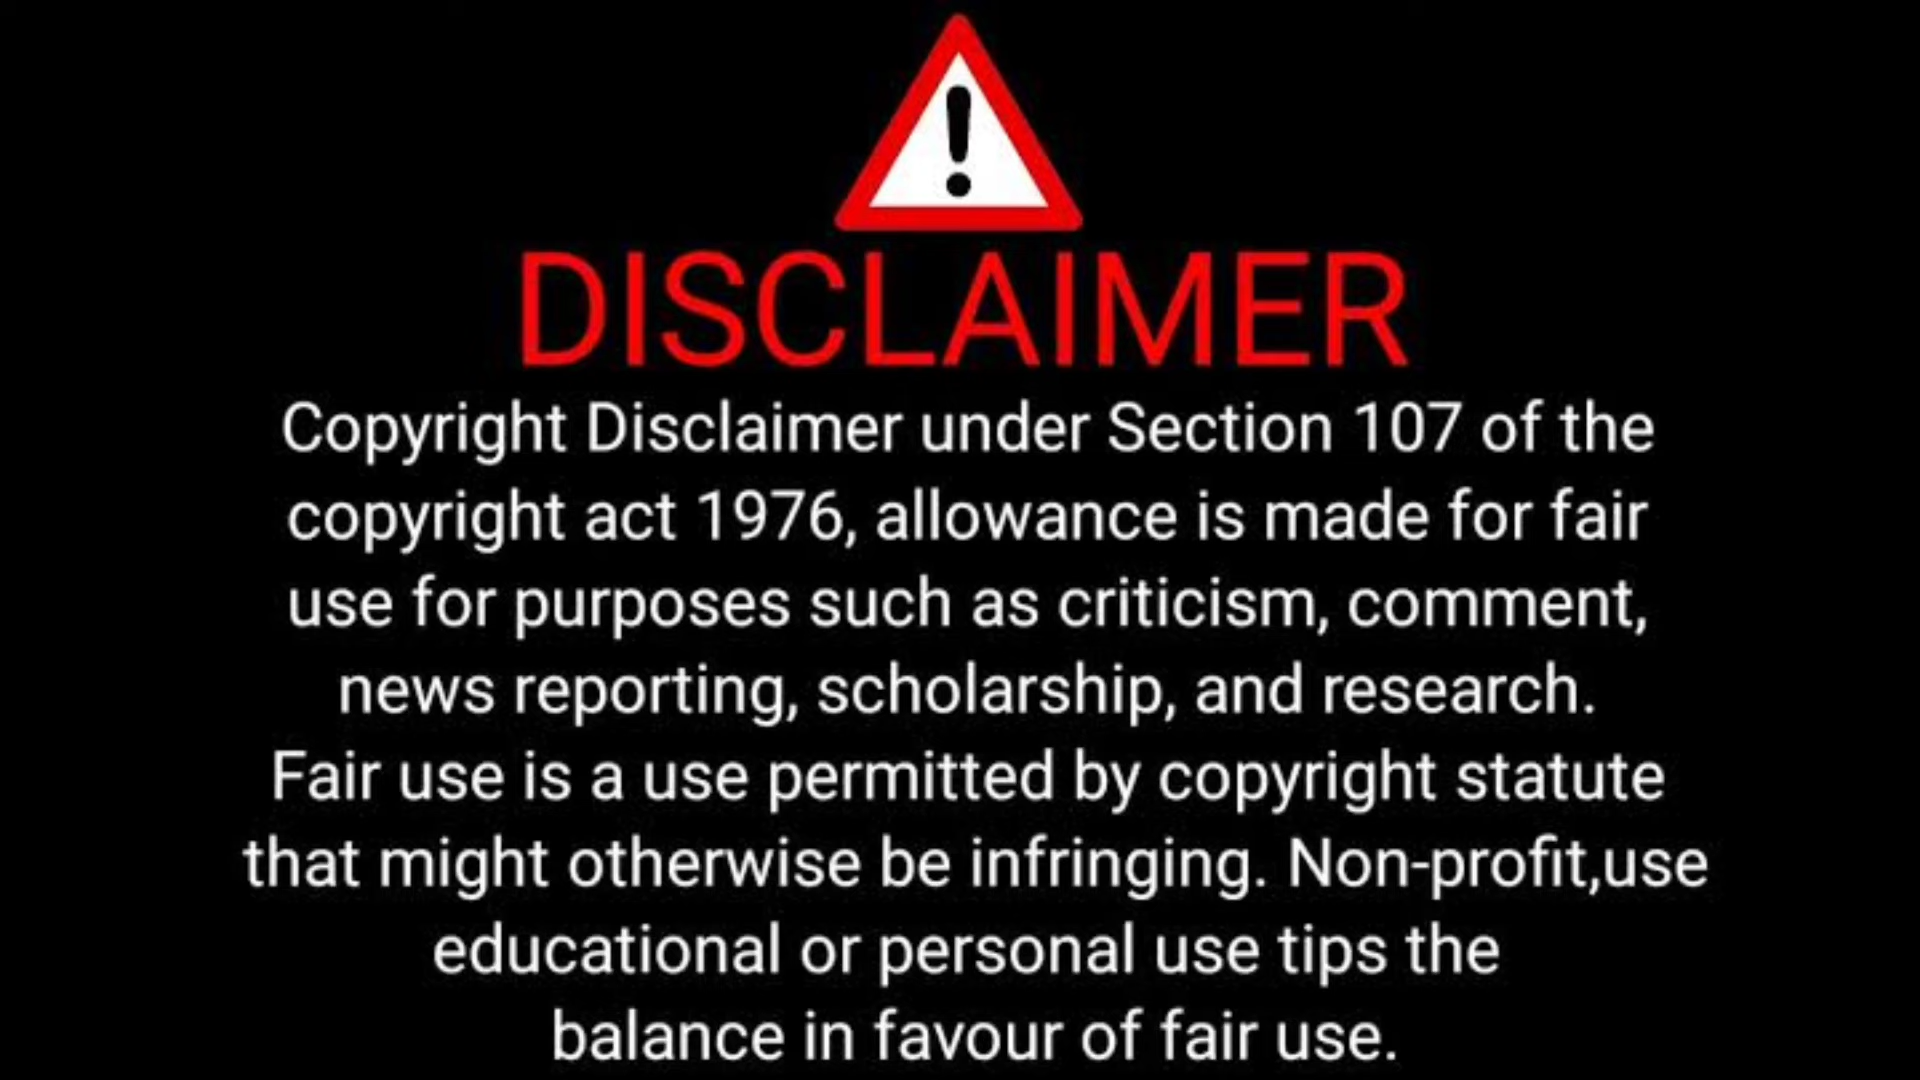 DISCLAIMER
Copyright Disclaimer under Section 107 of the
copyright act 1976, allowance is made for fair
use for purposes such as criticism, comment,
news reporting, scholarship, and research.
Fair use is a use permitted by copyright statute
that might otherwise be infringing. Non-profit,use
educational or personal use tips the
balance in favour of fair use.